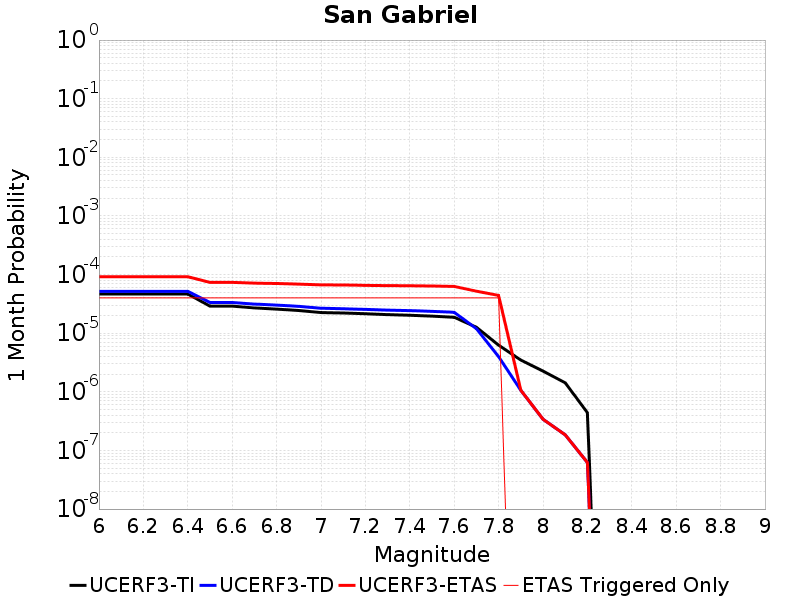 San Gabriel
1 Month Probability
10^0
10^-1
10^-2
10^-3
10^-4
10^-5
10^-6
10^-7
10^-8
6 6.2 6.4 6.6 6.8 7 7.2 7.4 7.6 7.8 8 8.2 8.4 8.6 8.8 9
Magnitude
UCERF3-TI UCERF3-TD UCERF3-ETAS ETAS Triggered Only